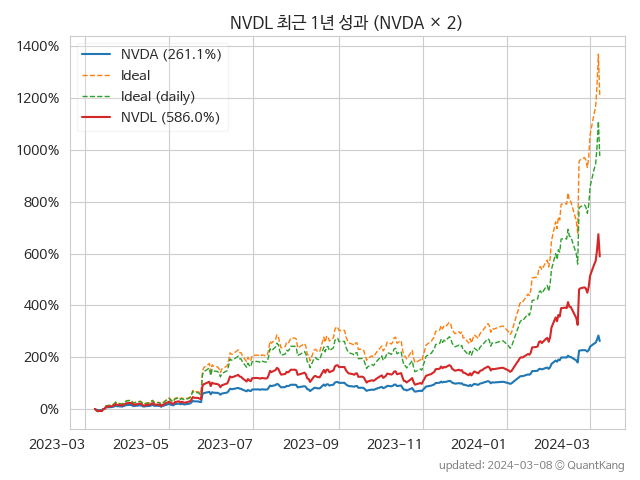 NVDL 최근 1년 성과 (NVDA × 2)
1400%
1200%
1000%
800%
600%
400%
200%
0%
NVDA (261.1%)
Ideal
Ideal (daily)
NVDL (586.0%)
2023-03
2023-05
2023-07
2023-09
2023-11
2024-01
2024-03
updated: 2024-03-08 © QuantKang